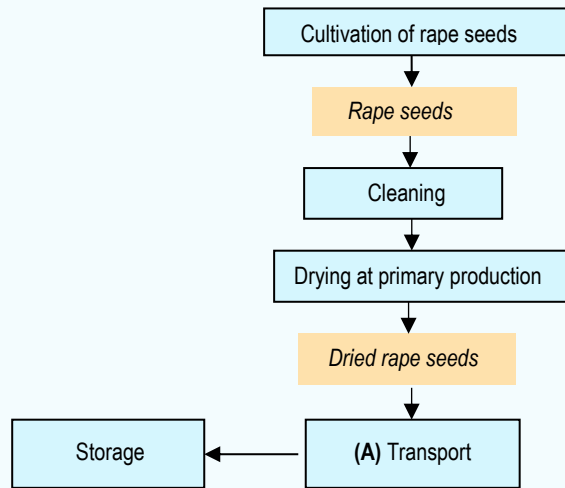 Cultivation of rape seeds
Rape seeds
Cleaning
Drying at primary production
Dried rape seeds
Storage
(A) Transport